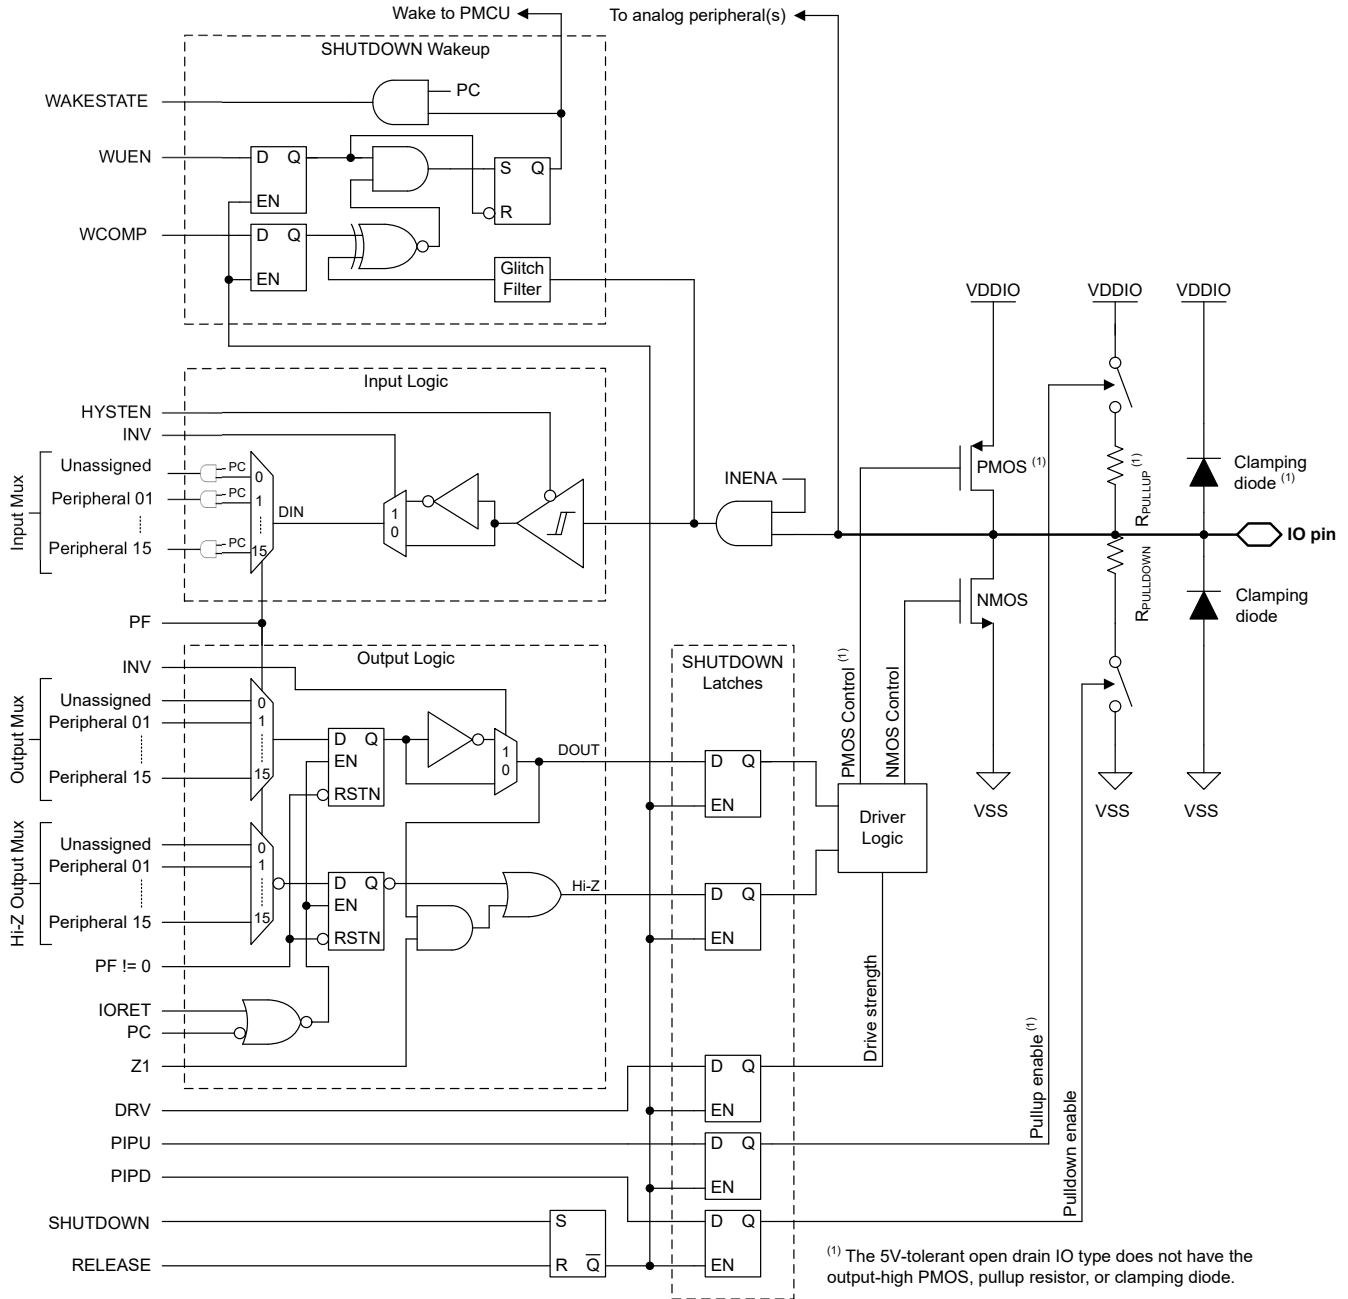 Wake to PMCU
To analog peripheral(s)
SHUTDOWN Wakeup
WAKESTATE
PC
WUEN
D Q
EN
S Q
R
WCOMP
D Q
EN
Glitch
Filter
VDDIO
VDDIO
VDDIO
Input Logic
HYSTEN
INV
Input Mux
Unassigned
PC
0
Peripheral 01
PC
1
Peripheral 15
PC
15
DIN
1
0
INENA
PMOS (1)
RPULLUP (1)
Clamping
diode (1)
IO pin
RPULLDOWN
NMOS
Clamping
diode
PF
Output Logic
INV
Output Mux
Unassigned
0
Peripheral 01
1
Peripheral 15
15
D Q
EN
RSTN
1
0
DOUT
SHUTDOWN
Latches
D Q
EN
PMOS Control (1)
NMOS Control
Driver
Logic
VSS
VSS
VSS
Hi-Z Output Mux
Unassigned
0
Peripheral 01
1
Peripheral 15
15
D Q
EN
RSTN
Hi-Z
D Q
EN
PF != 0
IORET
PC
Z1
Drive strength
D Q
EN
DRV
PIPU
D Q
EN
Pullup enable (1)
Pulldown enable
PIPD
SHUTDOWN
S
RELEASE
R Q̅
D Q
EN
(1) The 5V-tolerant open drain IO type does not have the
output-high PMOS, pullup resistor, or clamping diode.